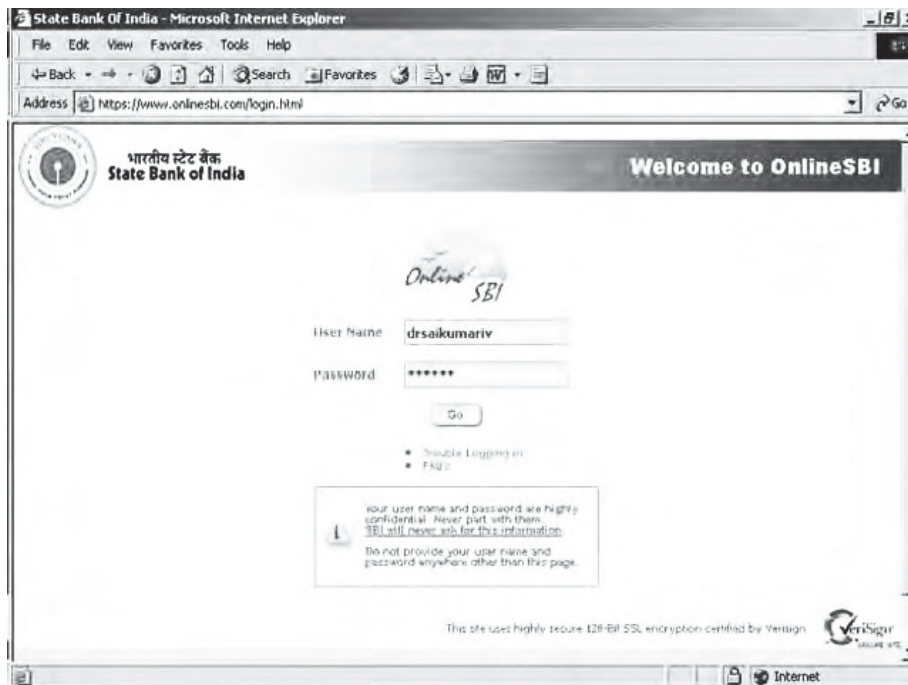 State Bank Of India - Microsoft Internet Explorer
File Edit View Favorites Tools Help
Back Search Favorites
Address https://www.onlinesbi.com/login.html Go
भारतीय स्टेट बैंक
State Bank of India
Welcome to OnlineSBI
Online
SBI
User Name drsaikumariv
Password ******
Go
Trouble Logging in
FAQ's
Your user name and password are highly
confidential. Never part with them.
SBI will never ask for this information.
Do not provide your user name and
password anywhere other than this page.
This site uses highly secure 128-Bit SSL encryption certified by Verisign
VeriSign
Internet